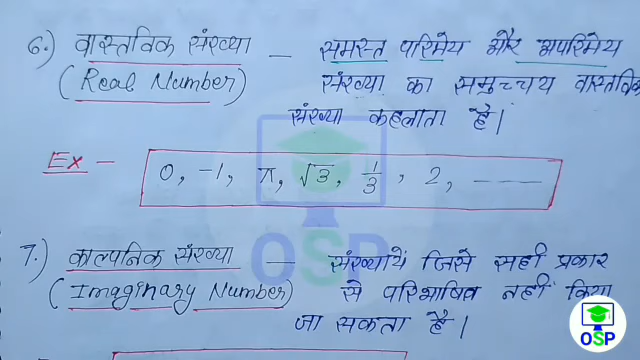 6.) वास्तविक संख्या — समस्त परिमेय और अपरिमेय
(Real Number) संख्या का समुच्चय वास्तविक
संख्या कहलाता है।
Ex - 0, -1, π, √3, 1/3, 2, -----
OSP
7.) काल्पनिक संख्या — संख्यायें जिसे सही प्रकार
(Imaginary Number) से परिभाषित नहीं किया
जा सकता है।
OSP